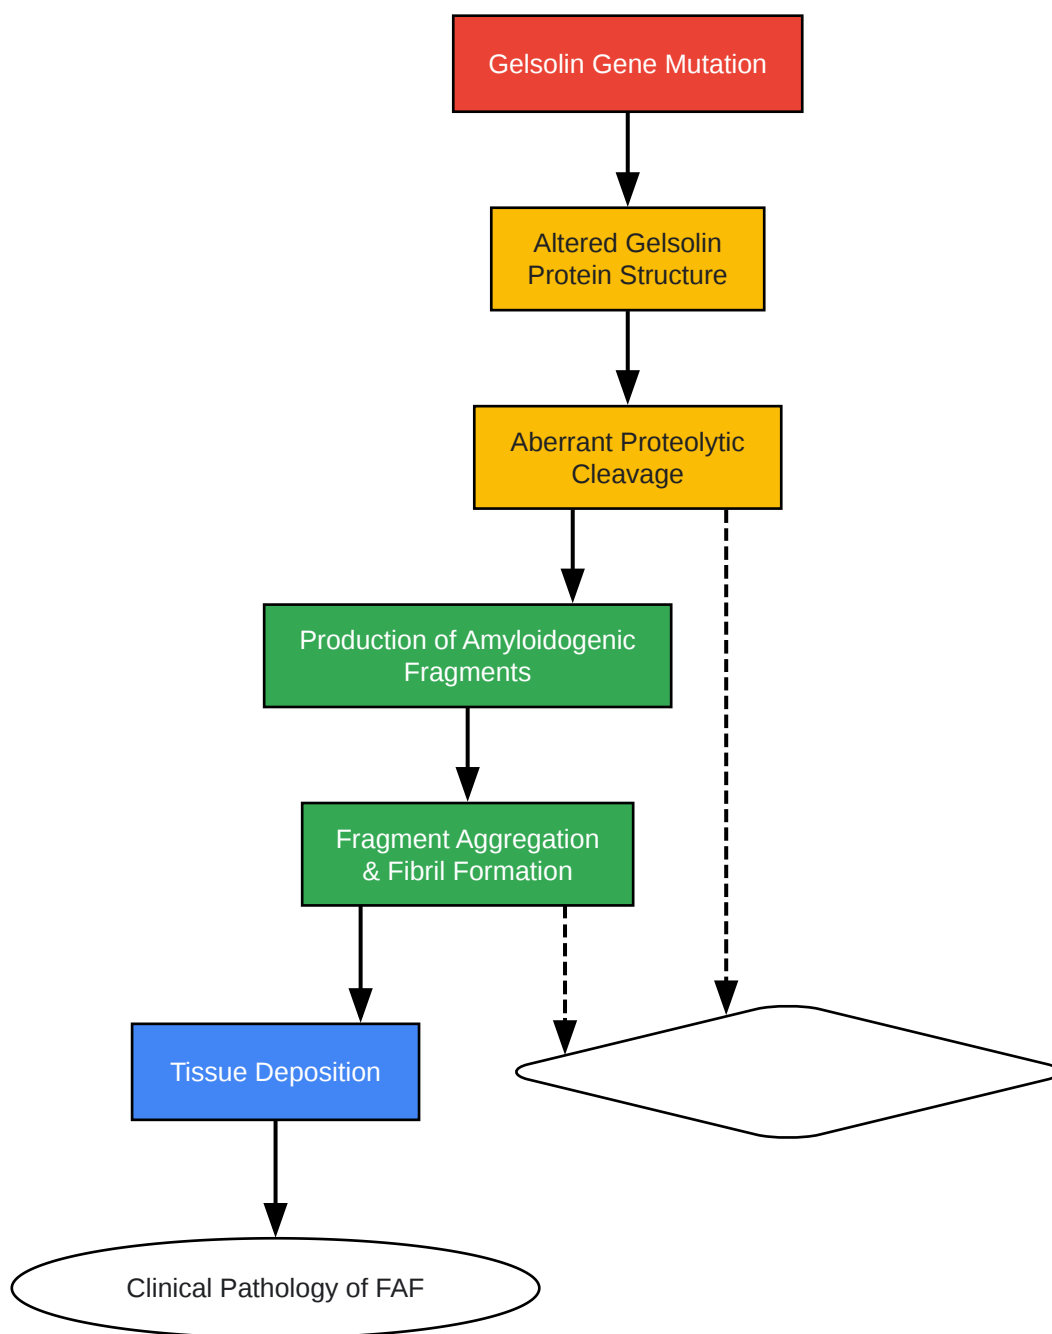 Gelsolin Gene Mutation
Altered Gelsolin
Protein Structure
Aberrant Proteolytic
Cleavage
Production of Amyloidogenic
Fragments
Fragment Aggregation
& Fibril Formation
Tissue Deposition
Clinical Pathology of FAF